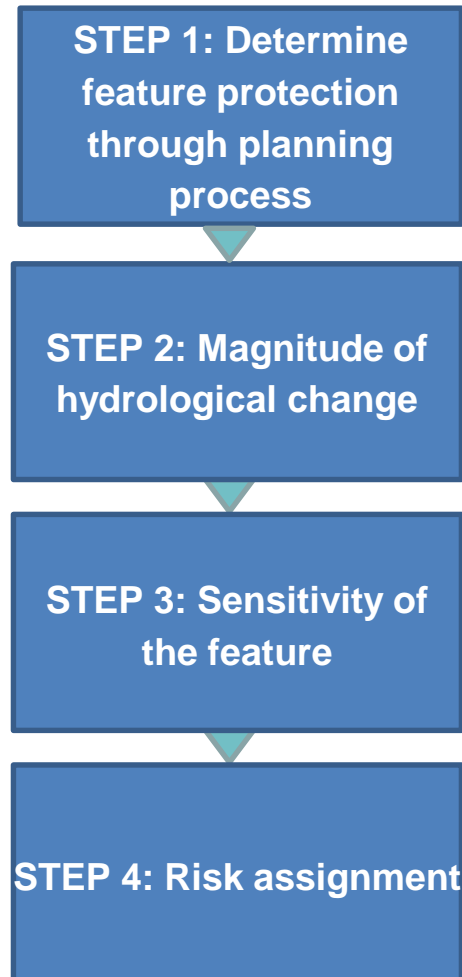 STEP 1: Determine
feature protection
through planning
process
STEP 2: Magnitude of
hydrological change
STEP 3: Sensitivity of
the feature
STEP 4: Risk assignment